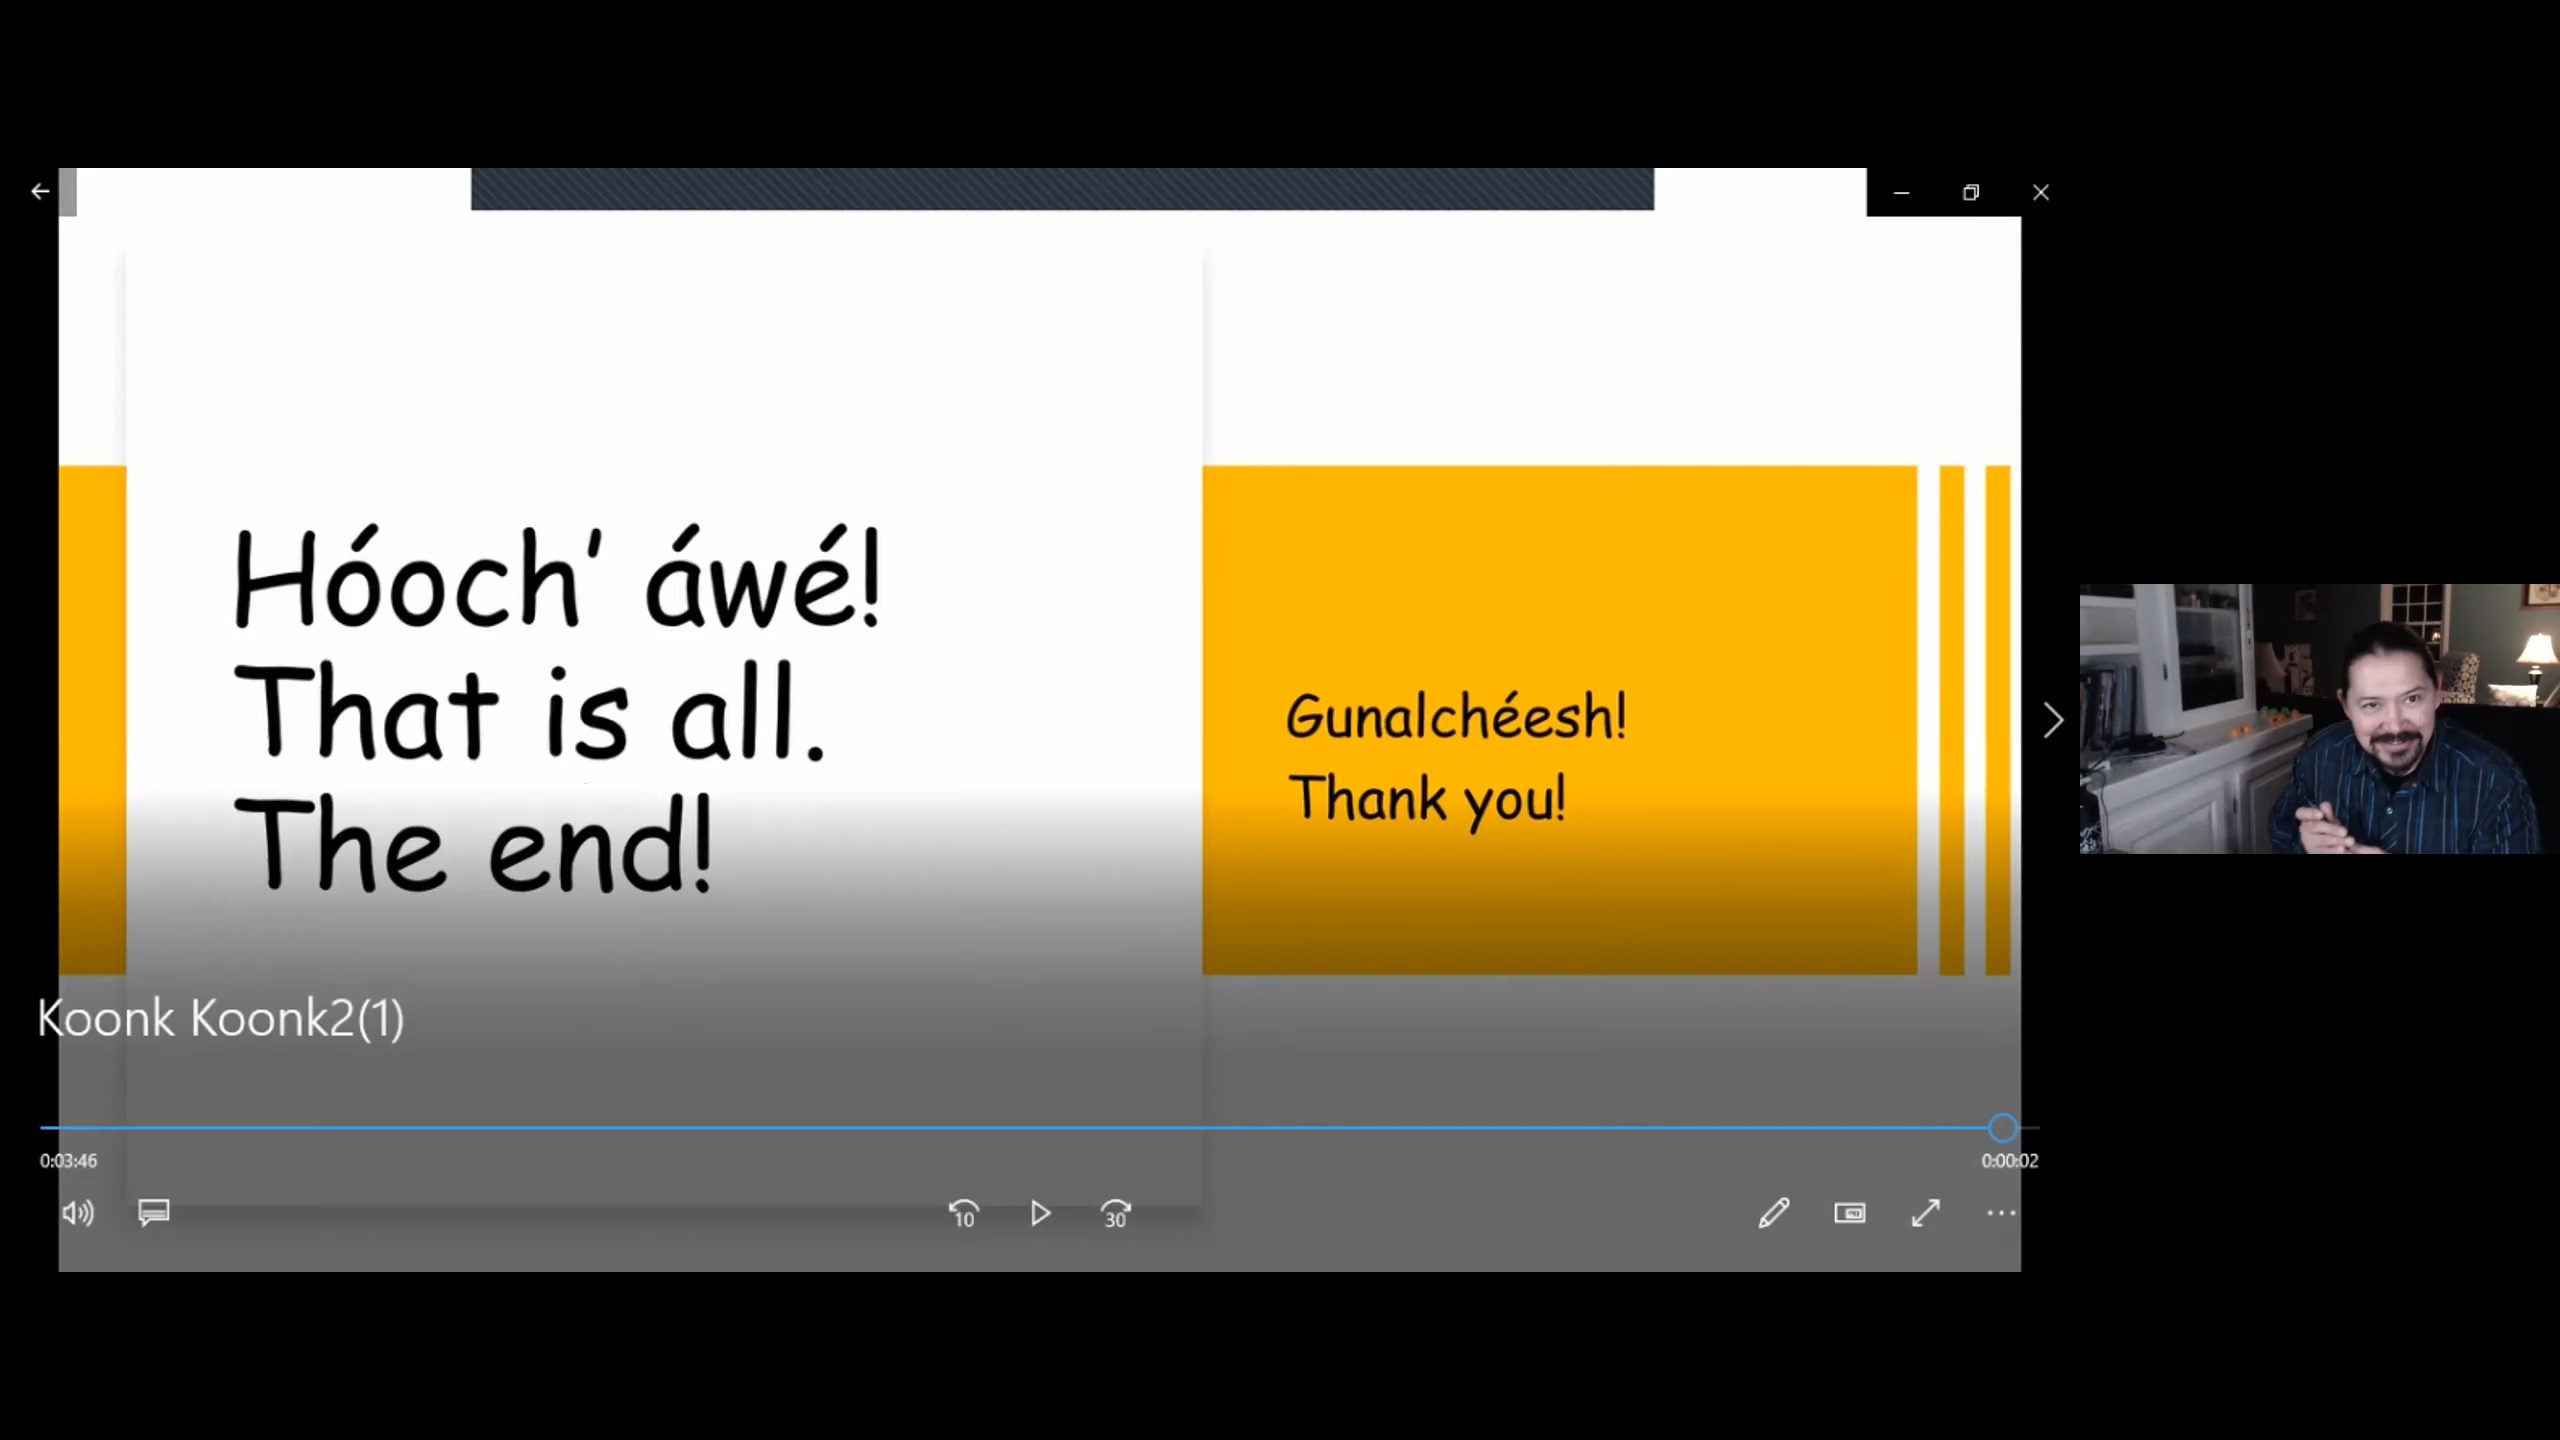 Hóoch’ áwé!
That is all.
The end!
Gunalchéesh!
Thank you!
Koonk Koonk2(1)
0:03:46
0:00:02
10
30